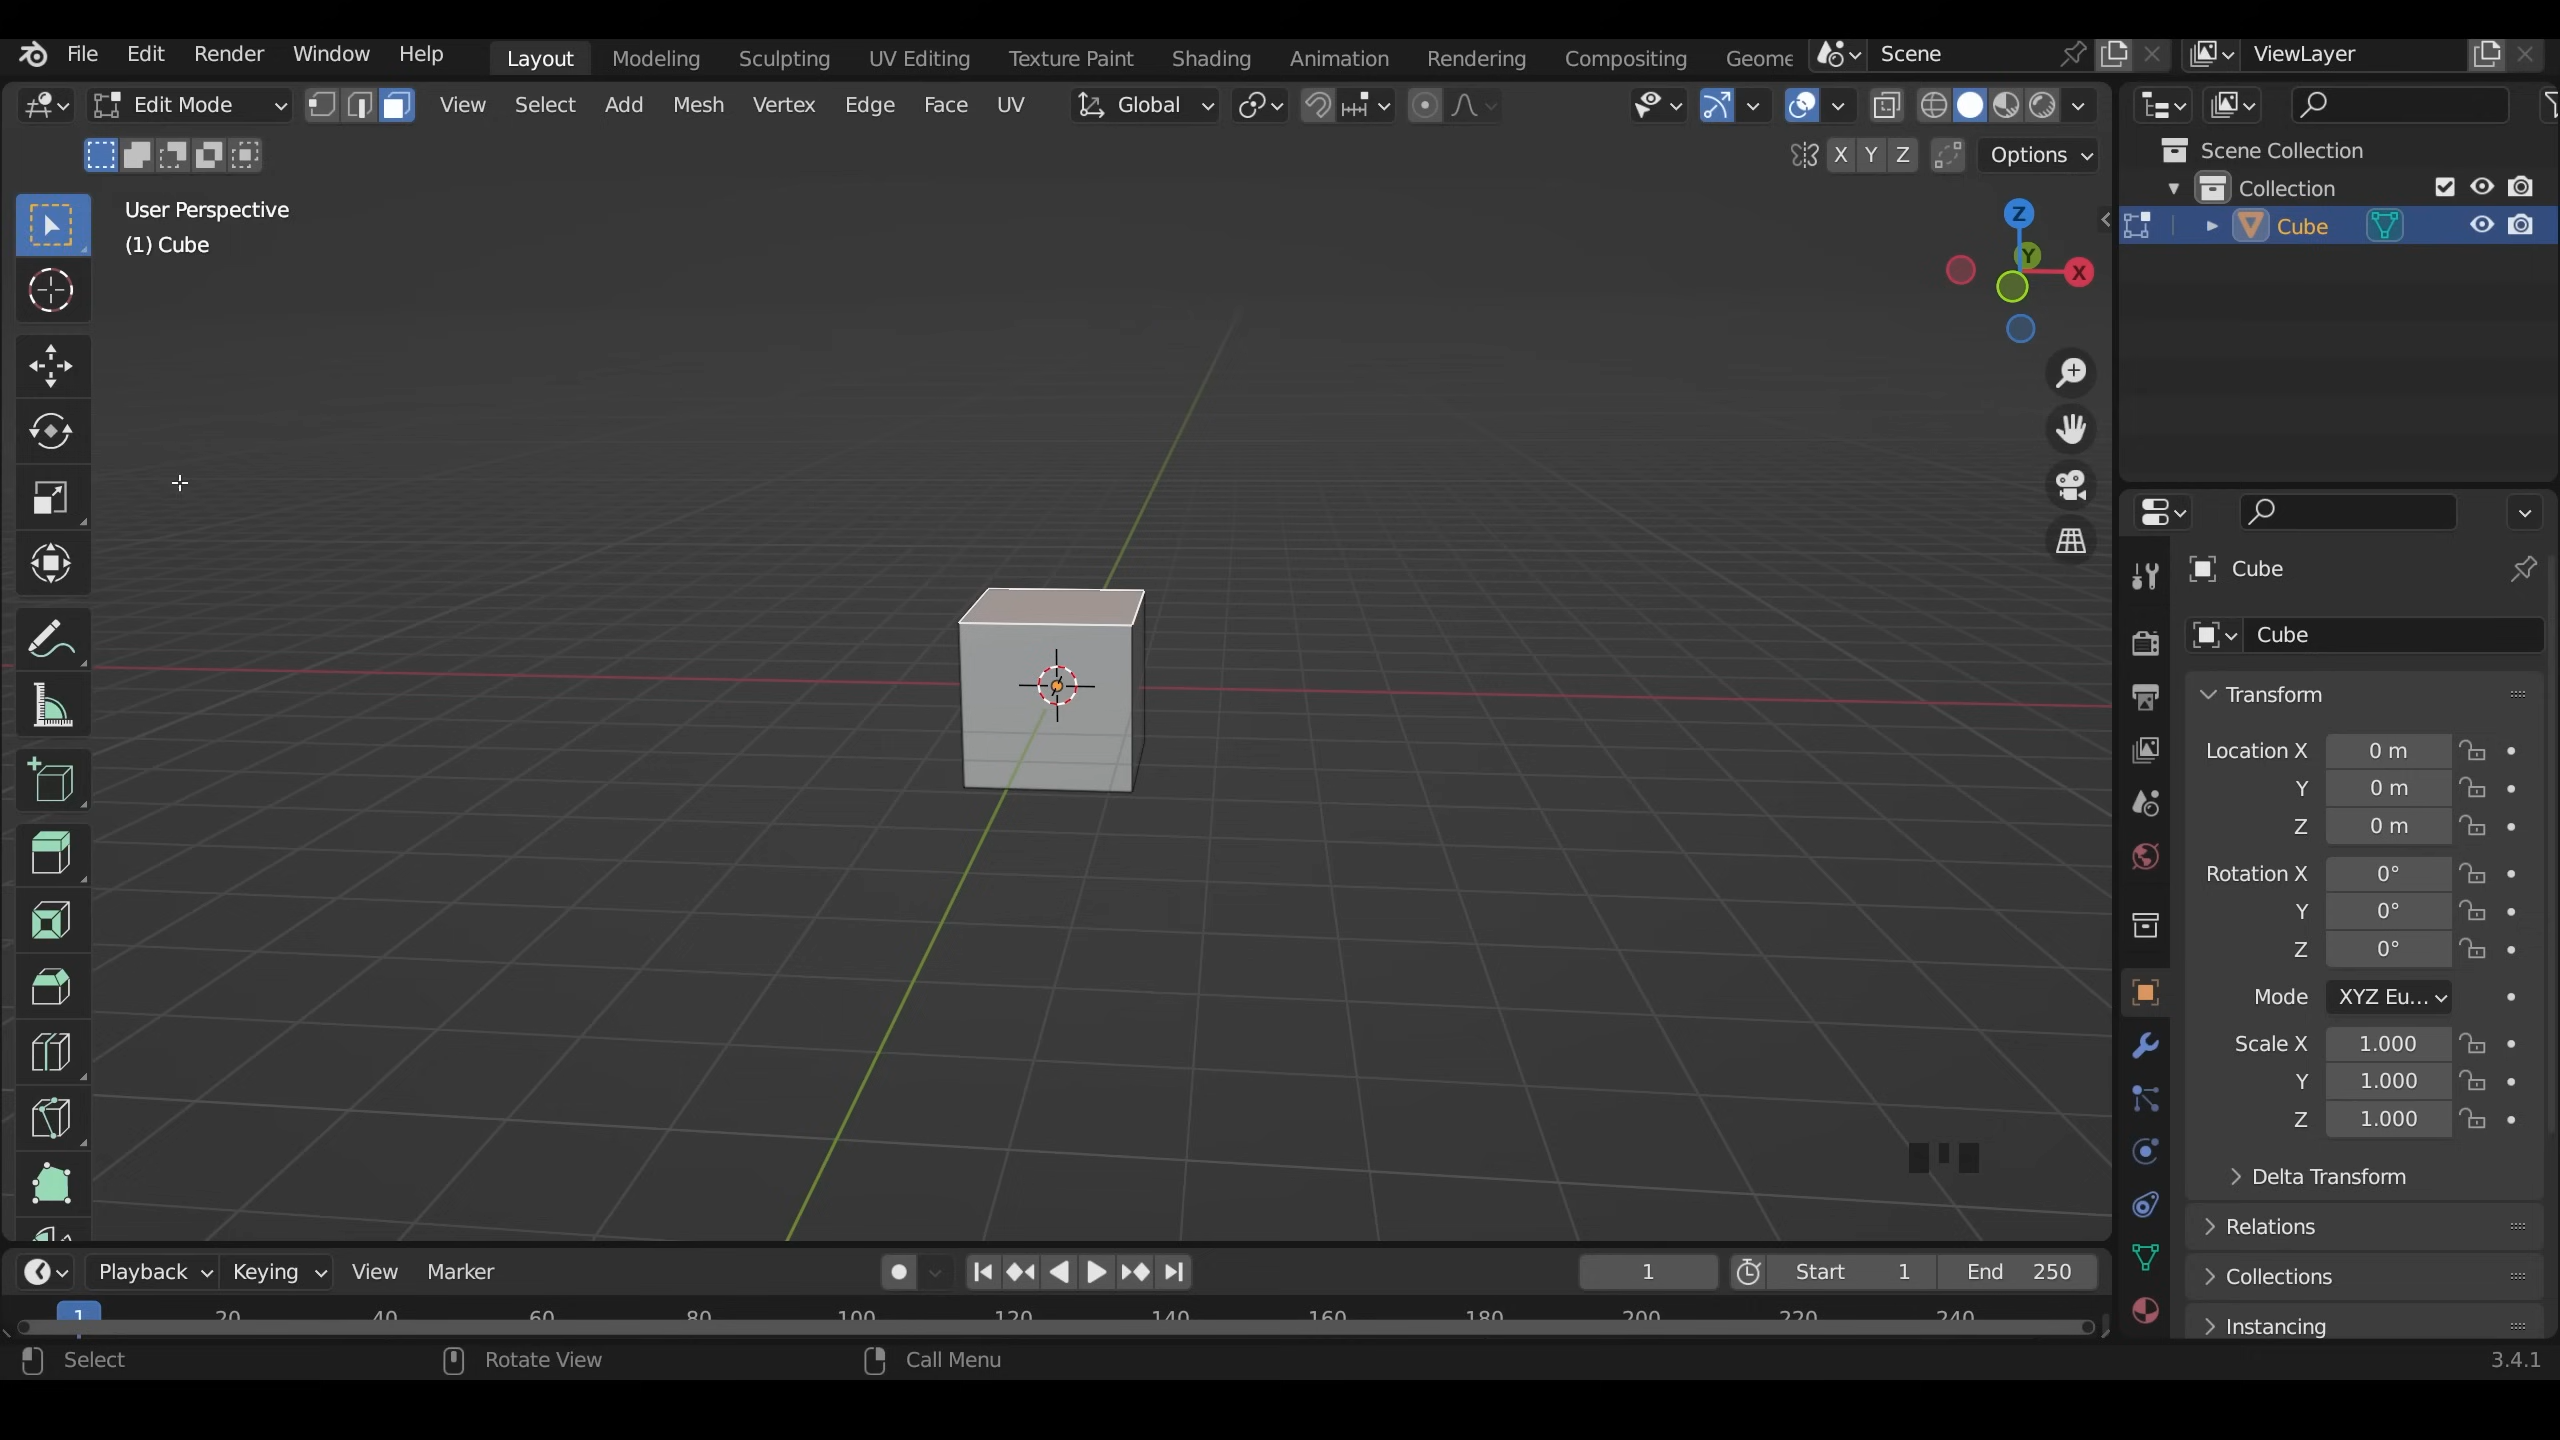 File Edit Render Window Help Layout Modeling Sculpting UV Editing Texture Paint Shading Animation Rendering Compositing Geome Scene ViewLayer
Edit Mode View Select Add Mesh Vertex Edge Face UV Global
X Y Z Options
User Perspective
(1) Cube
Z
Y
X
Scene Collection
Collection
Cube
Cube
Cube
Transform
Location X 0 m
Y 0 m
Z 0 m
Rotation X 0°
Y 0°
Z 0°
Mode XYZ Eu...
Scale X 1.000
Y 1.000
Z 1.000
Delta Transform
Relations
Collections
Instancing
Playback Keying View Marker 1 Start 1 End 250
1 20 40 60 80 100 120 140 160 180 200 220 240
Select Rotate View Call Menu 3.4.1